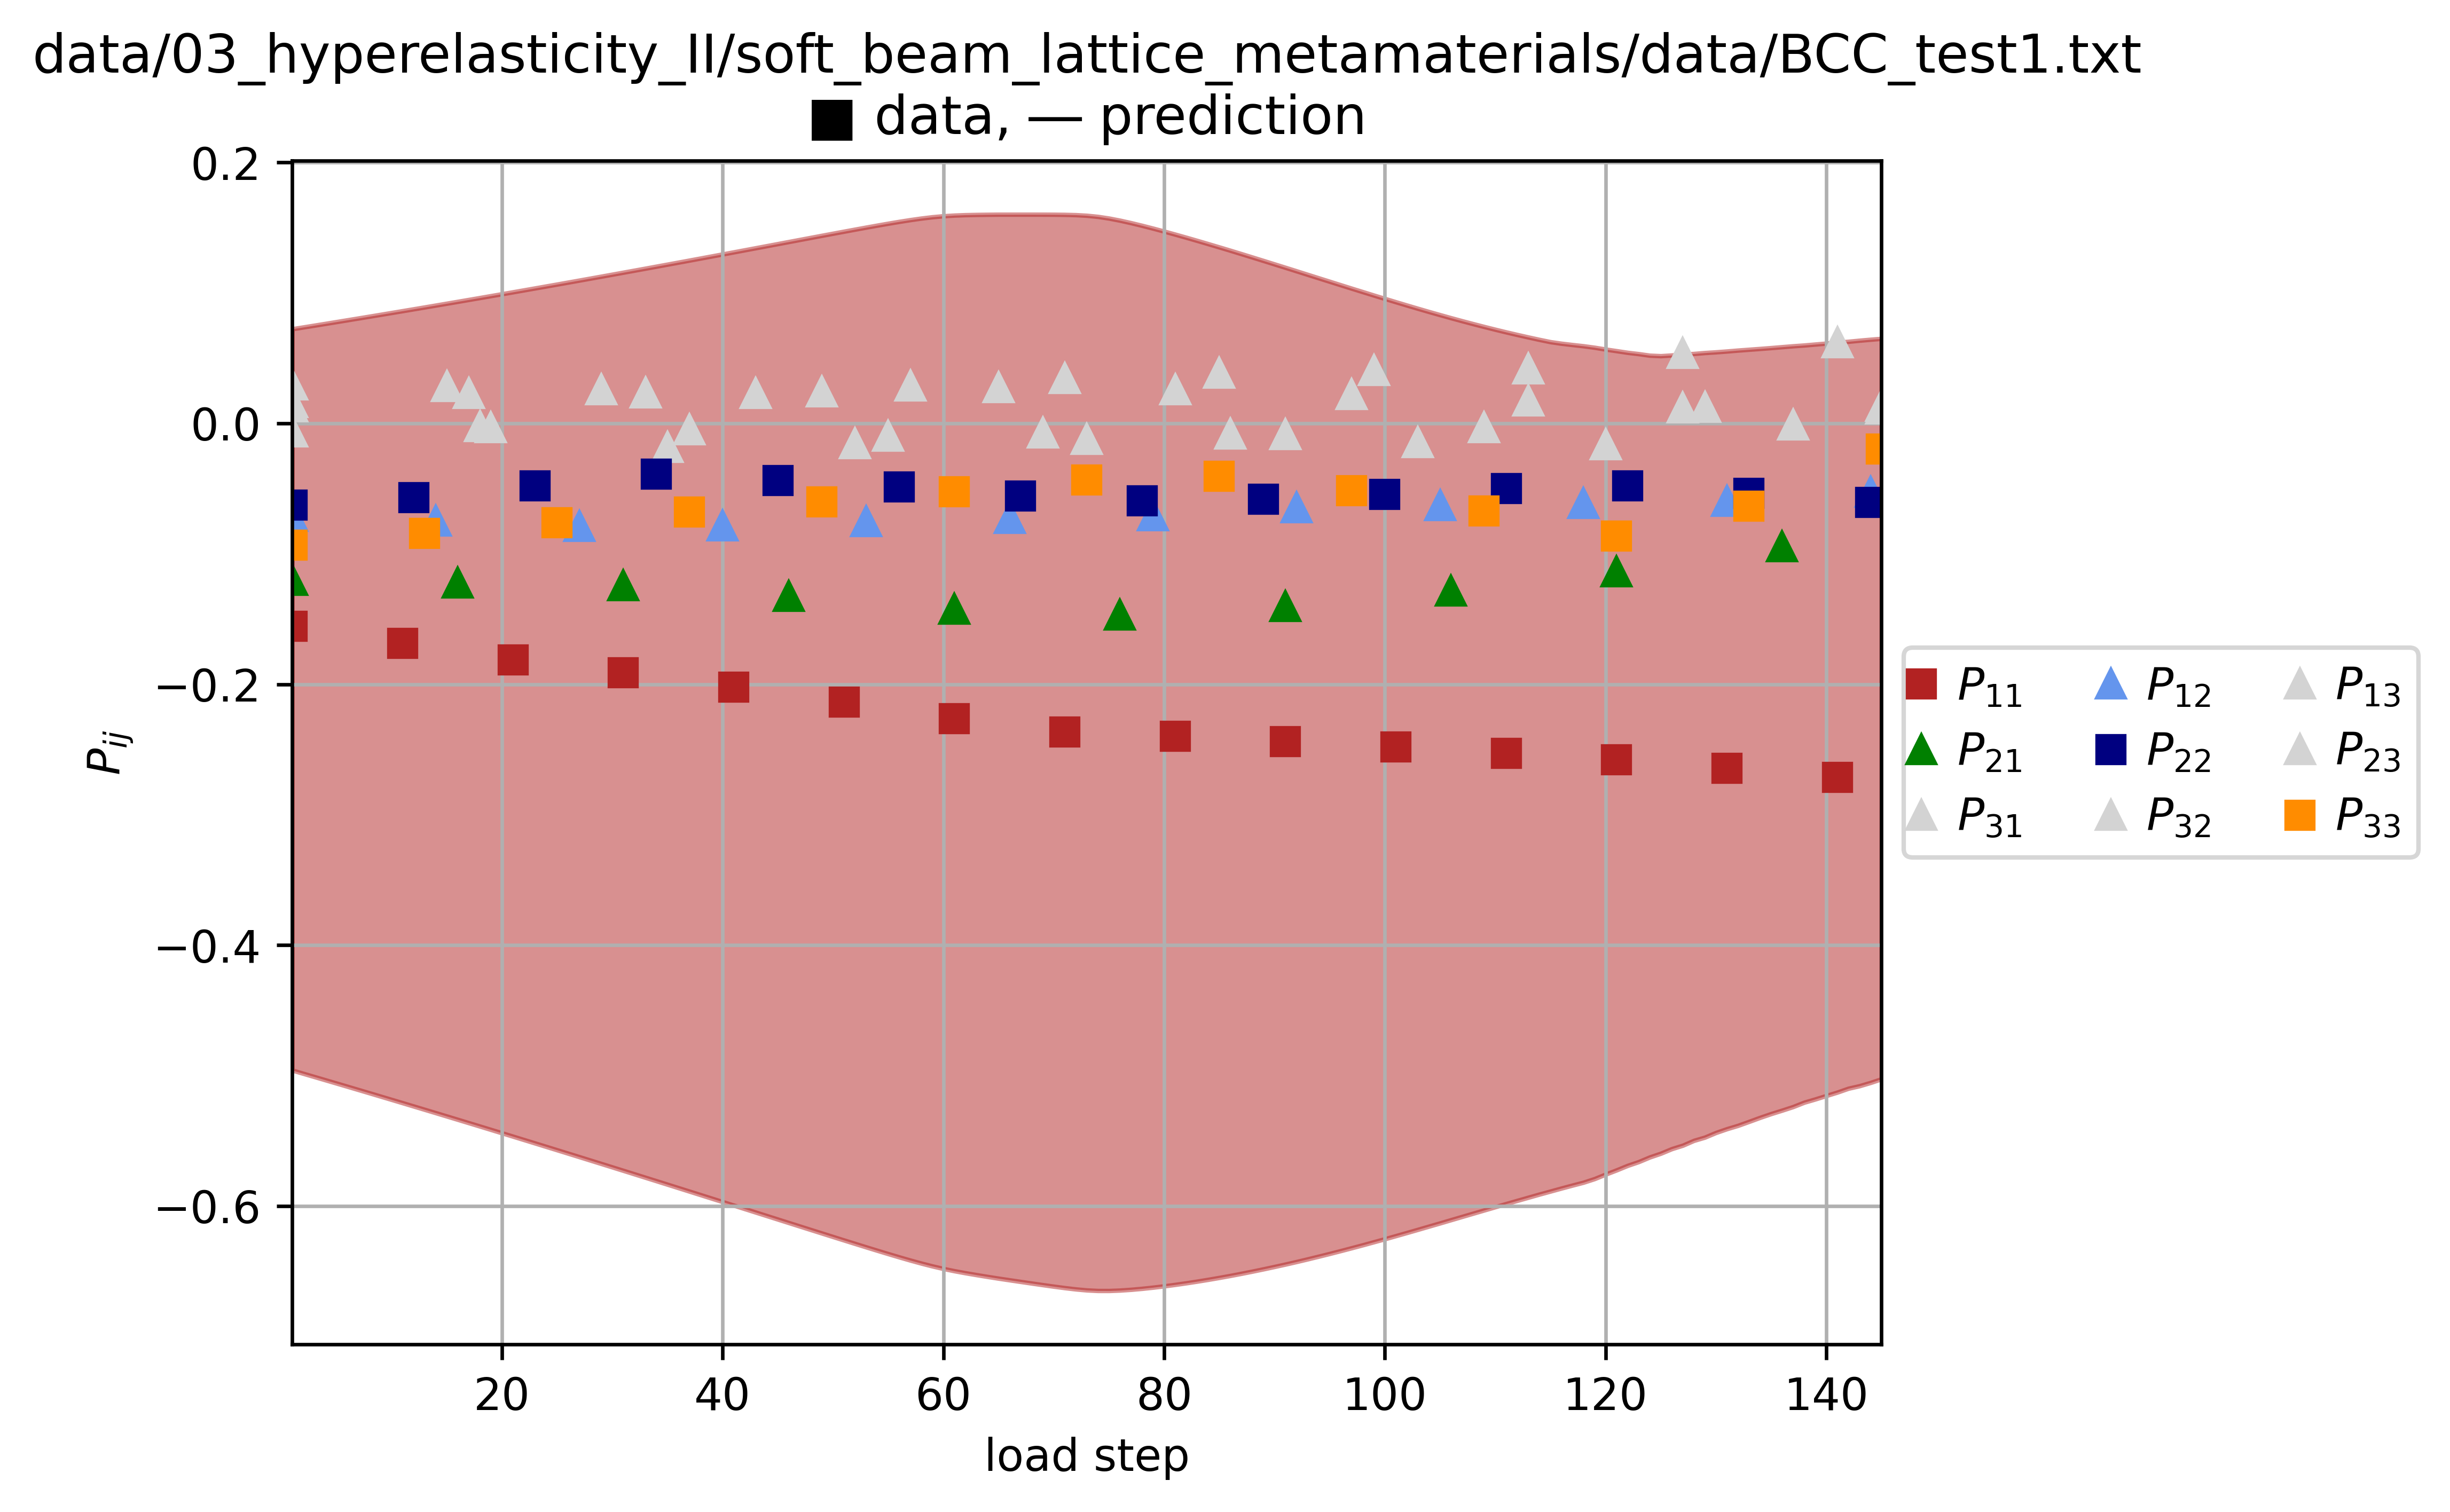 data/03_hyperelasticity_II/soft_beam_lattice_metamaterials/data/BCC_test1.txt
■ data, — prediction
0.2
0.0
−0.2
−0.4
−0.6
P_ij
20 40 60 80 100 120 140
load step
P_11 P_12 P_13
P_21 P_22 P_23
P_31 P_32 P_33